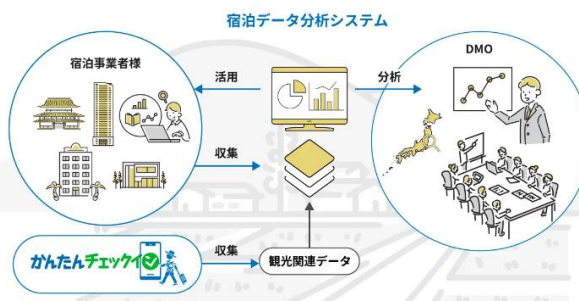 宿泊データ分析システム
宿泊事業者様
活用
分析
DMO
収集
かんたんチェックイン
収集
観光関連データ